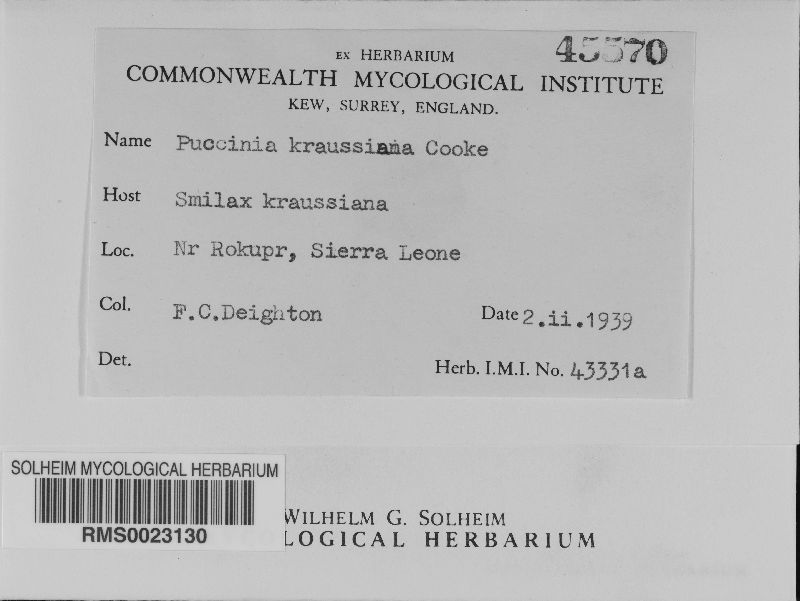 45570
EX HERBARIUM
COMMONWEALTH MYCOLOGICAL INSTITUTE
KEW, SURREY, ENGLAND.
Name Puccinia kraussiana Cooke
Host Smilax kraussiana
Loc. Nr Rokupr, Sierra Leone
Col. F.C.Deighton Date 2.ii.1939
Det. Herb. I.M.I. No. 43331a
SOLHEIM MYCOLOGICAL HERBARIUM
RMS0023130
WILHELM G. SOLHEIM
COLOGICAL HERBARIUM